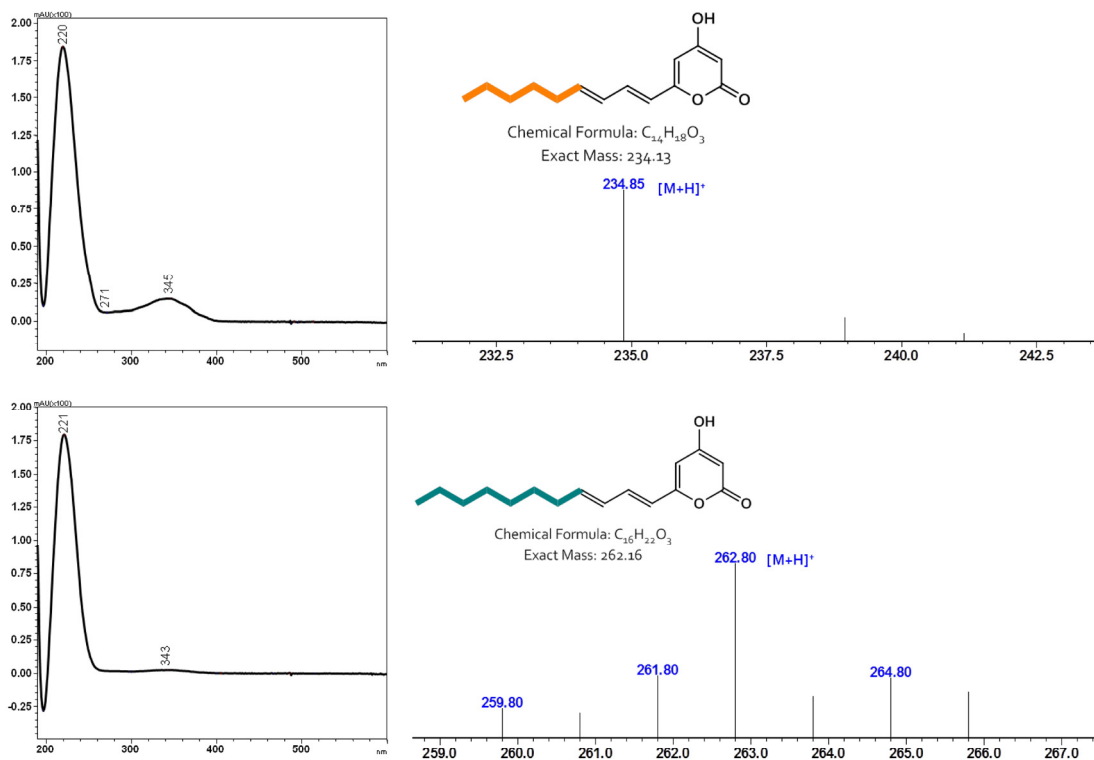 mAU(x100)
2.00
1.75
1.50
1.25
1.00
0.75
0.50
0.25
0.00
220
271
345
200 300 400 500 nm
OH
O O
Chemical Formula: C₁₄H₁₈O₃
Exact Mass: 234.13
234.85 [M+H]⁺
232.5 235.0 237.5 240.0 242.5
mAU(x100)
2.00
1.75
1.50
1.25
1.00
0.75
0.50
0.25
0.00
-0.25
221
343
200 300 400 500 nm
OH
O O
Chemical Formula: C₁₆H₂₂O₃
Exact Mass: 262.16
262.80 [M+H]⁺
261.80
264.80
259.80
259.0 260.0 261.0 262.0 263.0 264.0 265.0 266.0 267.0